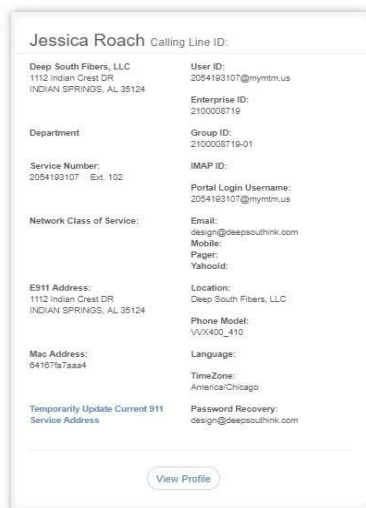 Jessica Roach Calling Line ID:
Deep South Fibers, LLC
1112 Indian Crest DR
INDIAN SPRINGS, AL 35124
User ID:
2054193107@mymtm.us
Enterprise ID:
2100008719
Department
Group ID:
2100008719-01
Service Number:
2054193107 Ext. 102
IMAP ID:
Portal Login Username:
2054193107@mymtm.us
Network Class of Service:
Email:
design@deepsouthink.com
Mobile:
Pager:
YahooId:
E911 Address:
1112 Indian Crest DR
INDIAN SPRINGS, AL 35124
Location:
Deep South Fibers, LLC
Phone Model:
VVX400_410
Mac Address:
64167fa7aaa4
Language:
TimeZone:
America/Chicago
Temporarily Update Current 911
Service Address
Password Recovery:
design@deepsouthink.com
View Profile